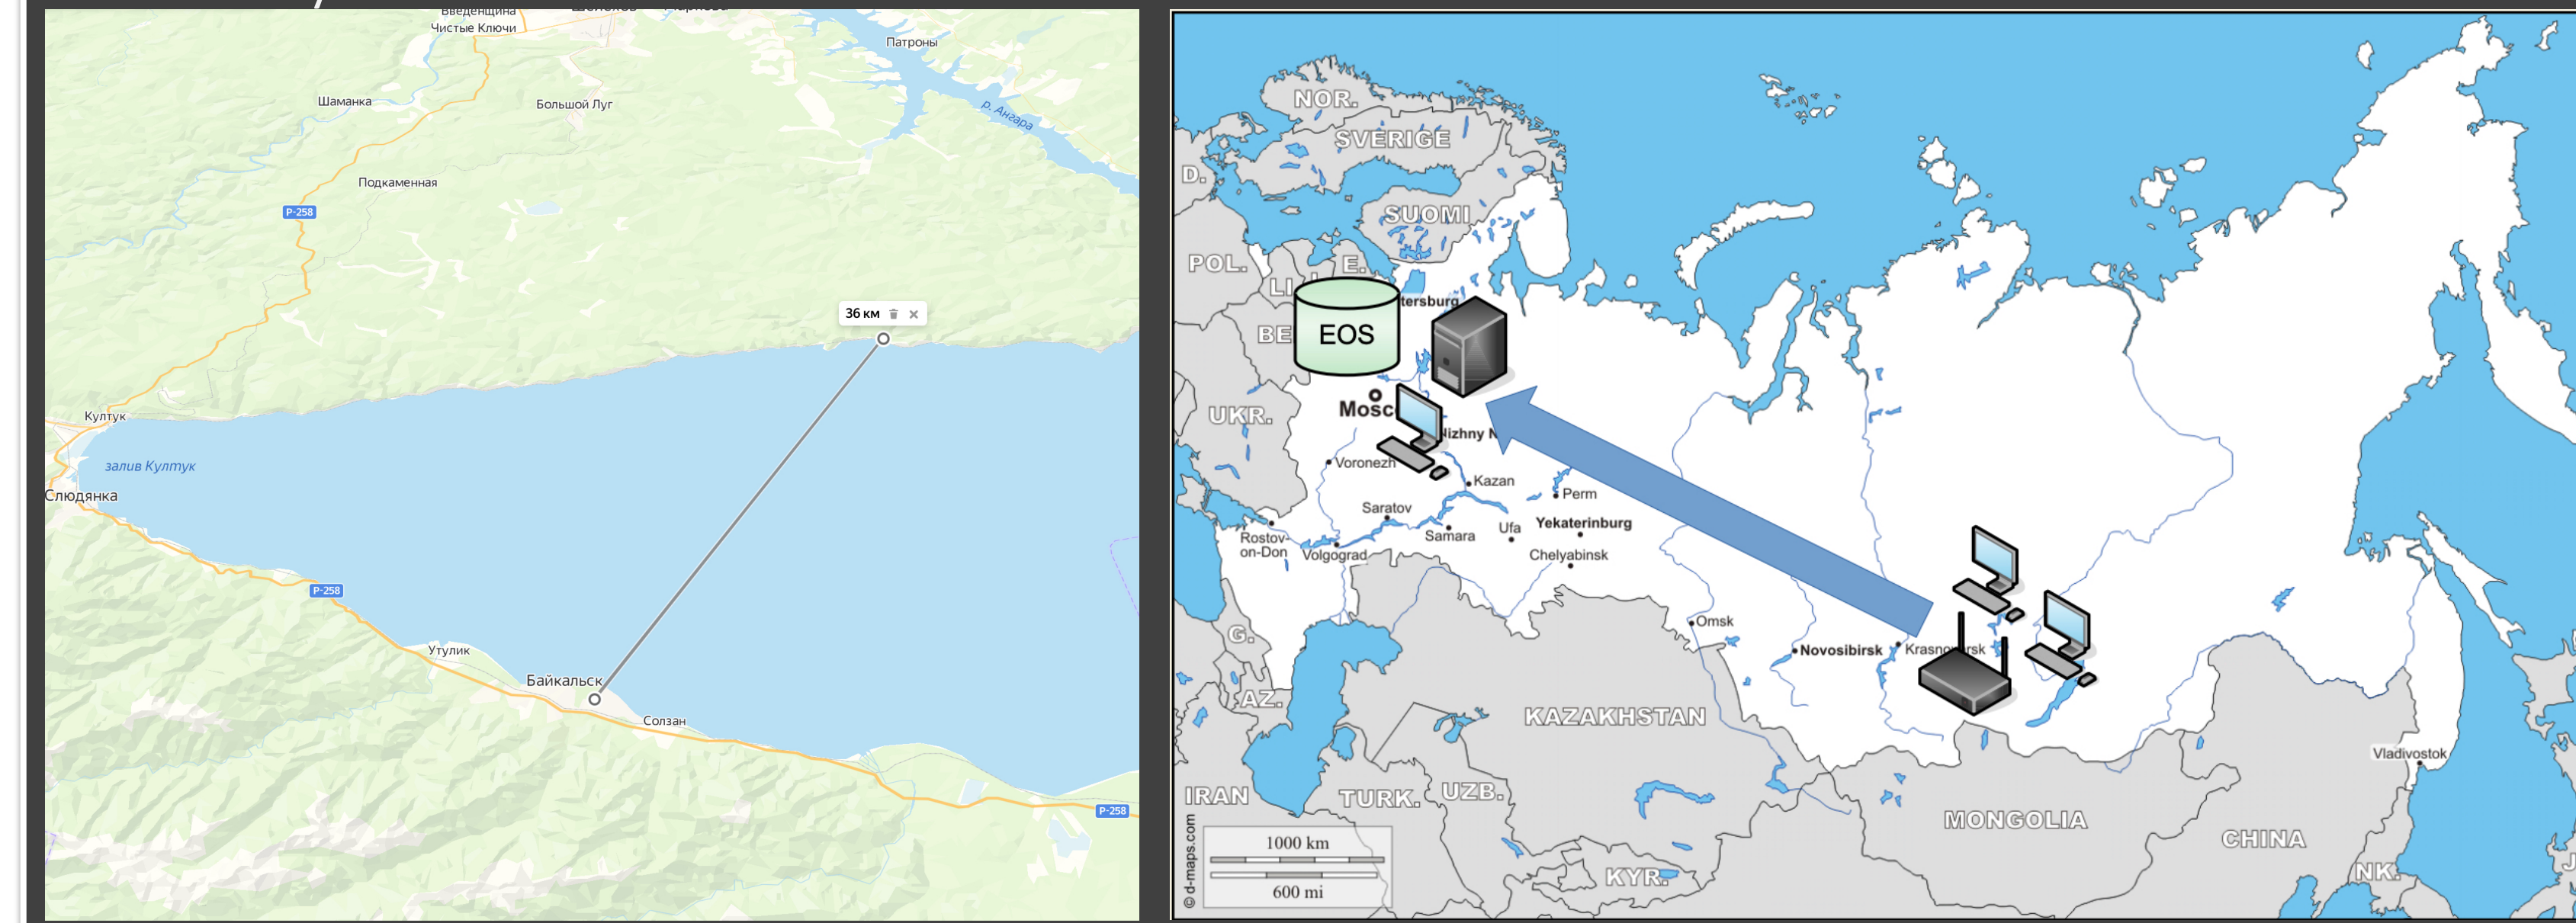 Введенщина
Чистые Ключи
Патроны
Шаманка
Большой Луг
р. Ангара
Подкаменная
Р-258
36 км
Култук
залив Култук
Слюдянка
Р-258
Утулик
Байкальск
Солзан
Р-258
NOR.
SVERIGE
D.
SUOMI
POL.
E.
EOS
tersburg
UKR.
Nizhny N
Voronezh
Kazan
Perm
Saratov
Samara
Ufa
Yekaterinburg
Rostov-
on-Don
Volgograd
Chelyabinsk
Omsk
Novosibirsk
G.
AZ.
KAZAKHSTAN
Vladivostok
IRAN
TURK.
UZB.
MONGOLIA
CHINA
1000 km
600 mi
KYR.
NK.
© d-maps.com